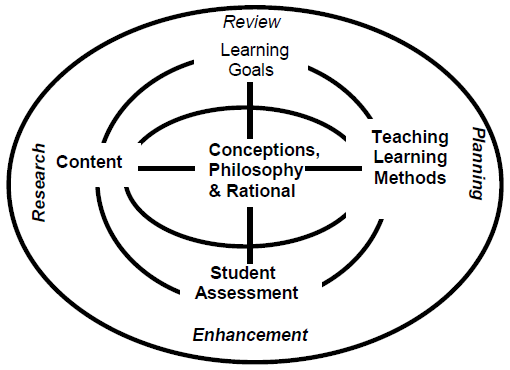 Review
Learning
Goals
Research
Content
Conceptions,
Philosophy
& Rational
Teaching
Learning
Methods
Planning
Student
Assessment
Enhancement